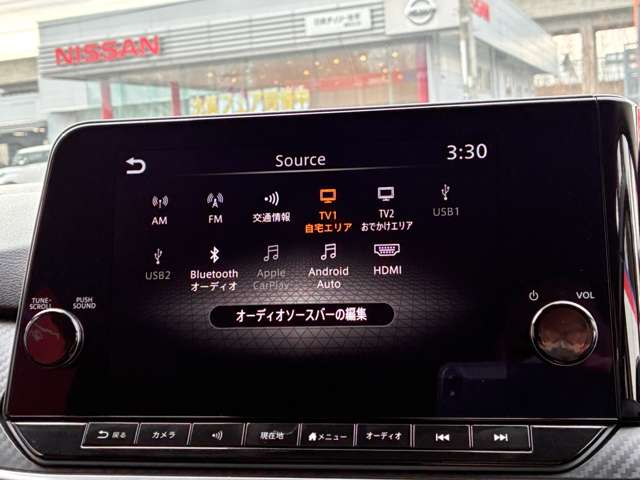 NISSAN
NISSAN
Source
3:30
AM
FM
交通情報
TV1
自宅エリア
TV2
おでかけエリア
USB1
USB2
Bluetooth
オーディオ
Apple
CarPlay
Android
Auto
HDMI
オーディオソースバーの編集
TUNE·
SCROLL
PUSH
SOUND
VOL
戻る
カメラ
現在地
メニュー
オーディオ